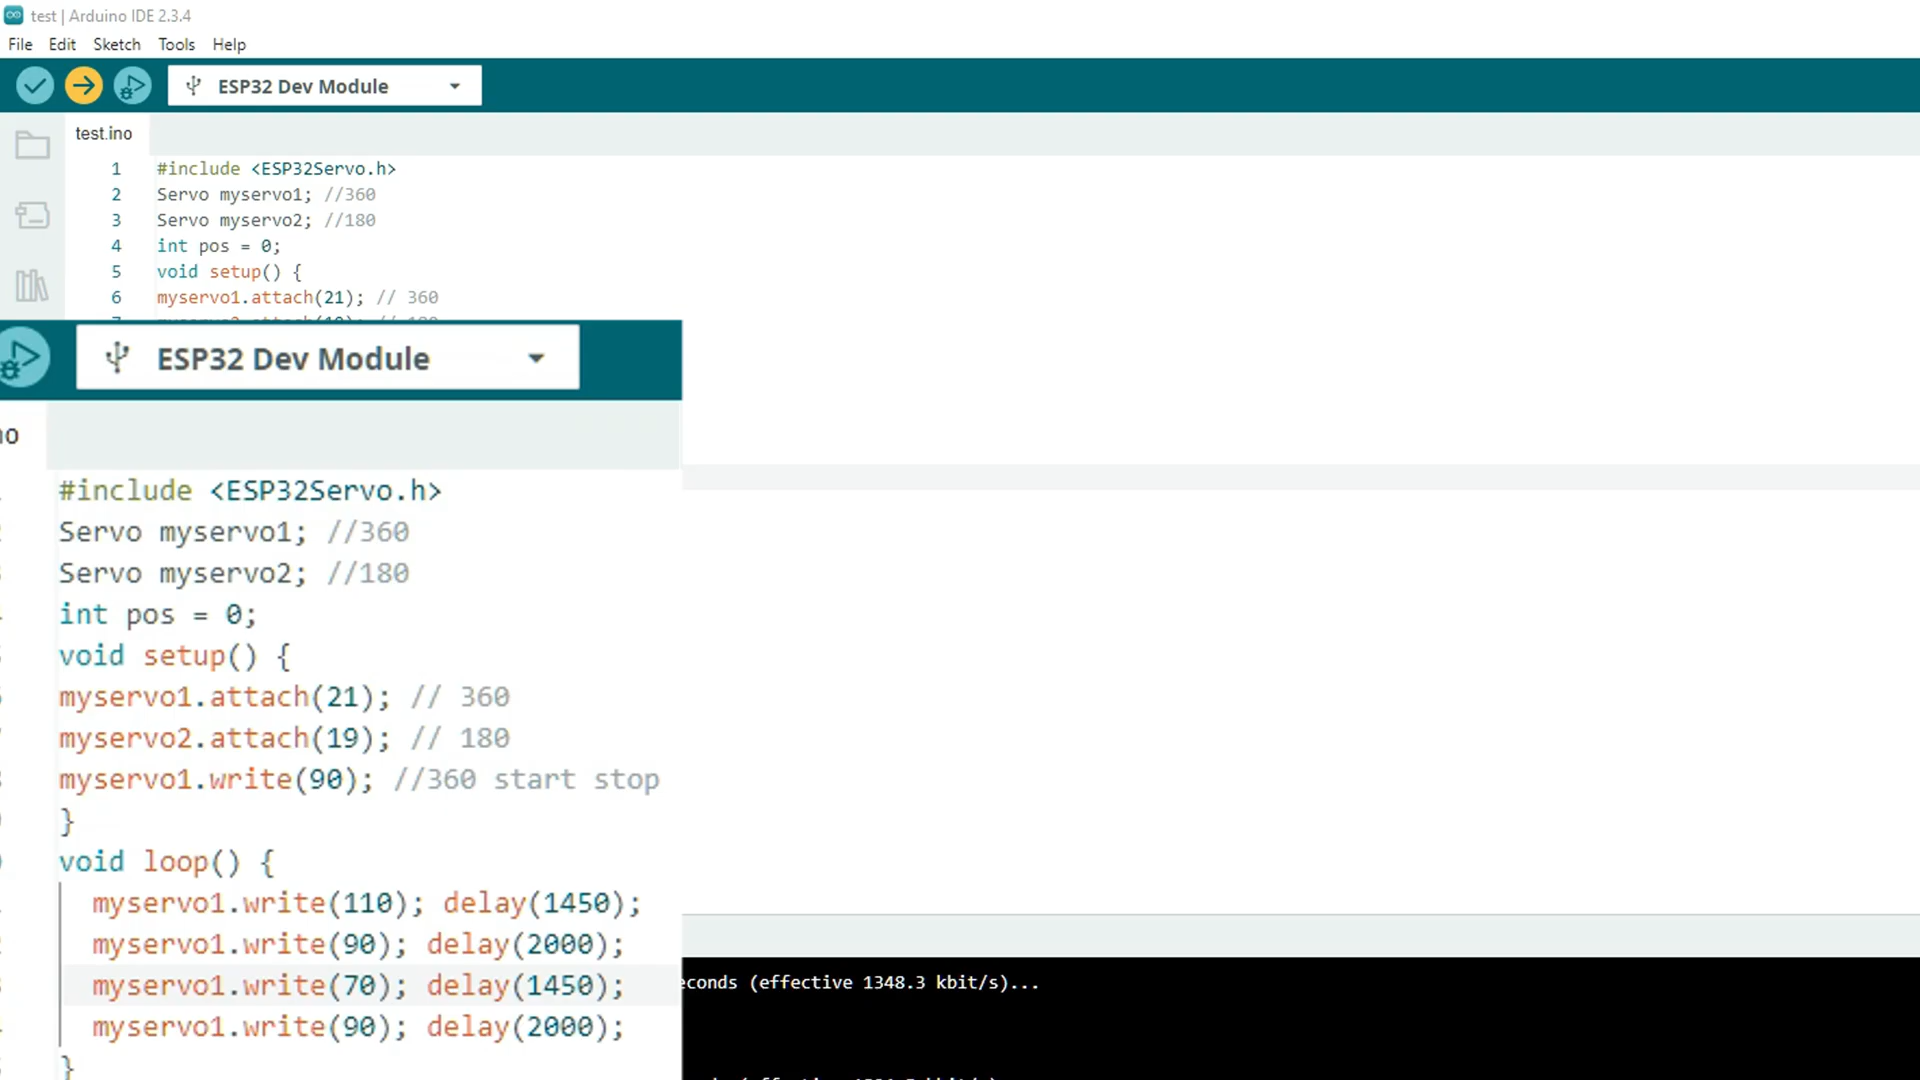 test | Arduino IDE 2.3.4
File Edit Sketch Tools Help
ESP32 Dev Module
test.ino
1 #include <ESP32Servo.h>
2 Servo myservo1; //360
3 Servo myservo2; //180
4 int pos = 0;
5 void setup() {
6 myservo1.attach(21); // 360
ESP32 Dev Module
no
#include <ESP32Servo.h>
Servo myservo1; //360
Servo myservo2; //180
int pos = 0;
void setup() {
myservo1.attach(21); // 360
myservo2.attach(19); // 180
myservo1.write(90); //360 start stop
}
void loop() {
myservo1.write(110); delay(1450);
myservo1.write(90); delay(2000);
myservo1.write(70); delay(1450);
myservo1.write(90); delay(2000);
}
econds (effective 1348.3 kbit/s)...